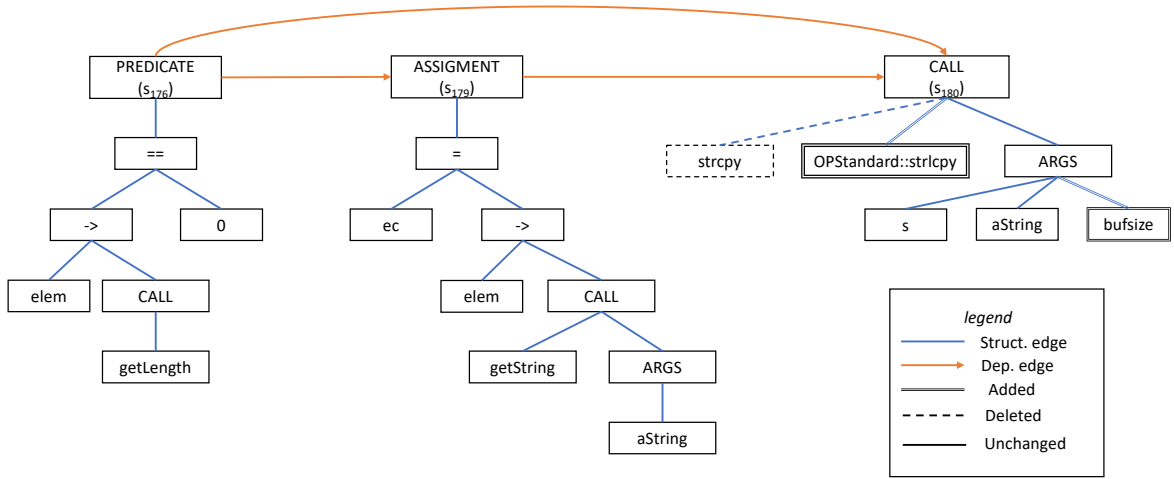 PREDICATE
(s176)
ASSIGMENT
(s179)
CALL
(s180)
==
=
strcpy
OPStandard::strlcpy
ARGS
->
0
ec
->
s
aString
bufsize
elem
CALL
elem
CALL
getLength
getString
ARGS
aString
legend
Struct. edge
Dep. edge
Added
Deleted
Unchanged